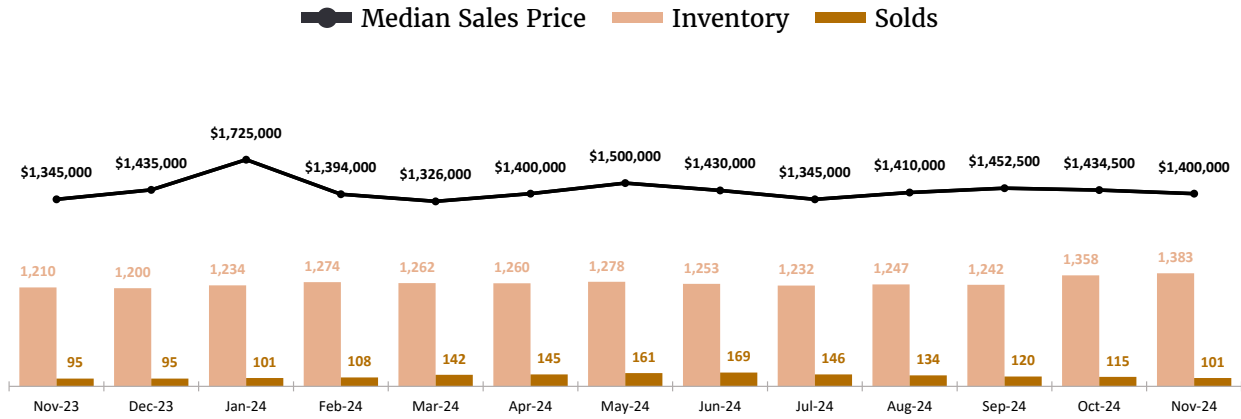 Median Sales Price Inventory Solds
$1,345,000 $1,435,000 $1,725,000 $1,394,000 $1,326,000 $1,400,000 $1,500,000 $1,430,000 $1,345,000 $1,410,000 $1,452,500 $1,434,500 $1,400,000
1,210 1,200 1,234 1,274 1,262 1,260 1,278 1,253 1,232 1,247 1,242 1,358 1,383
95 95 101 108 142 145 161 169 146 134 120 115 101
Nov-23 Dec-23 Jan-24 Feb-24 Mar-24 Apr-24 May-24 Jun-24 Jul-24 Aug-24 Sep-24 Oct-24 Nov-24